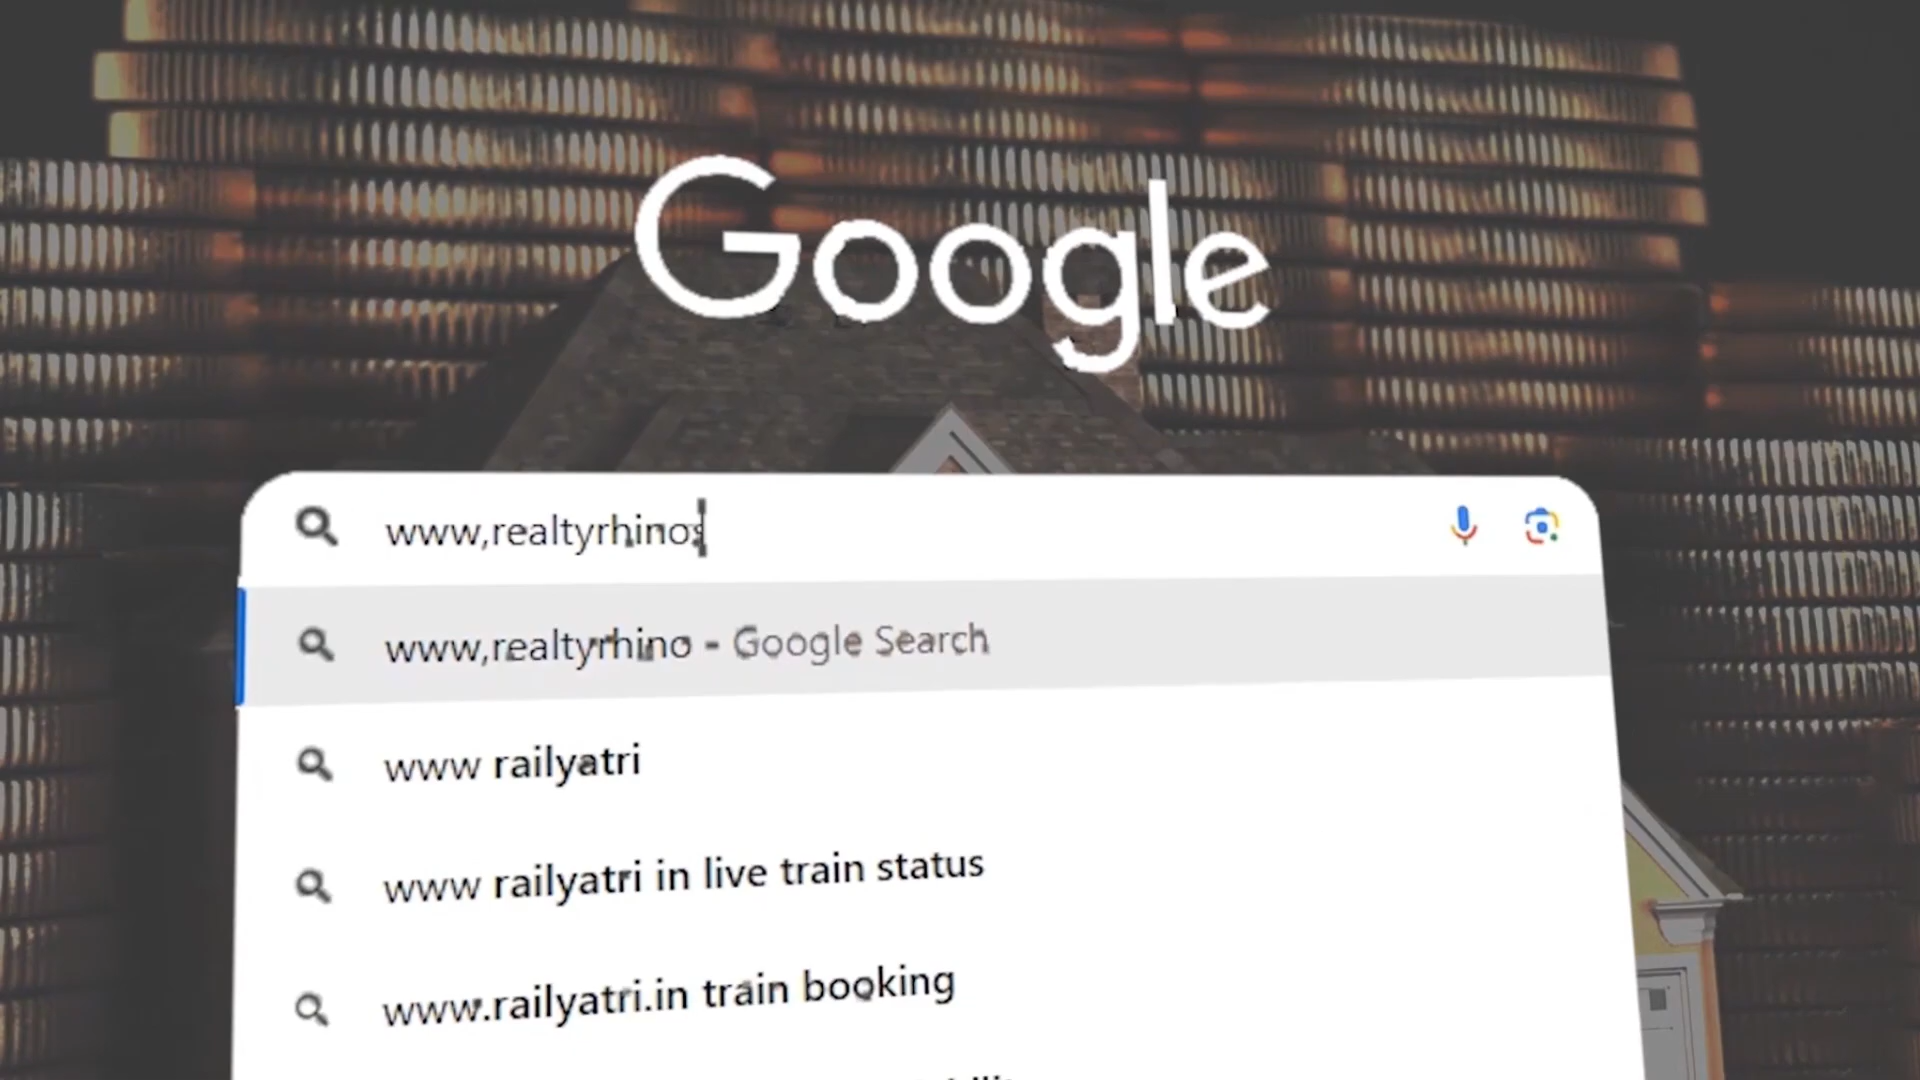 Google
www,realtyrhinos
www,realtyrhino - Google Search
www railyatri
www railyatri in live train status
www.railyatri.in train booking